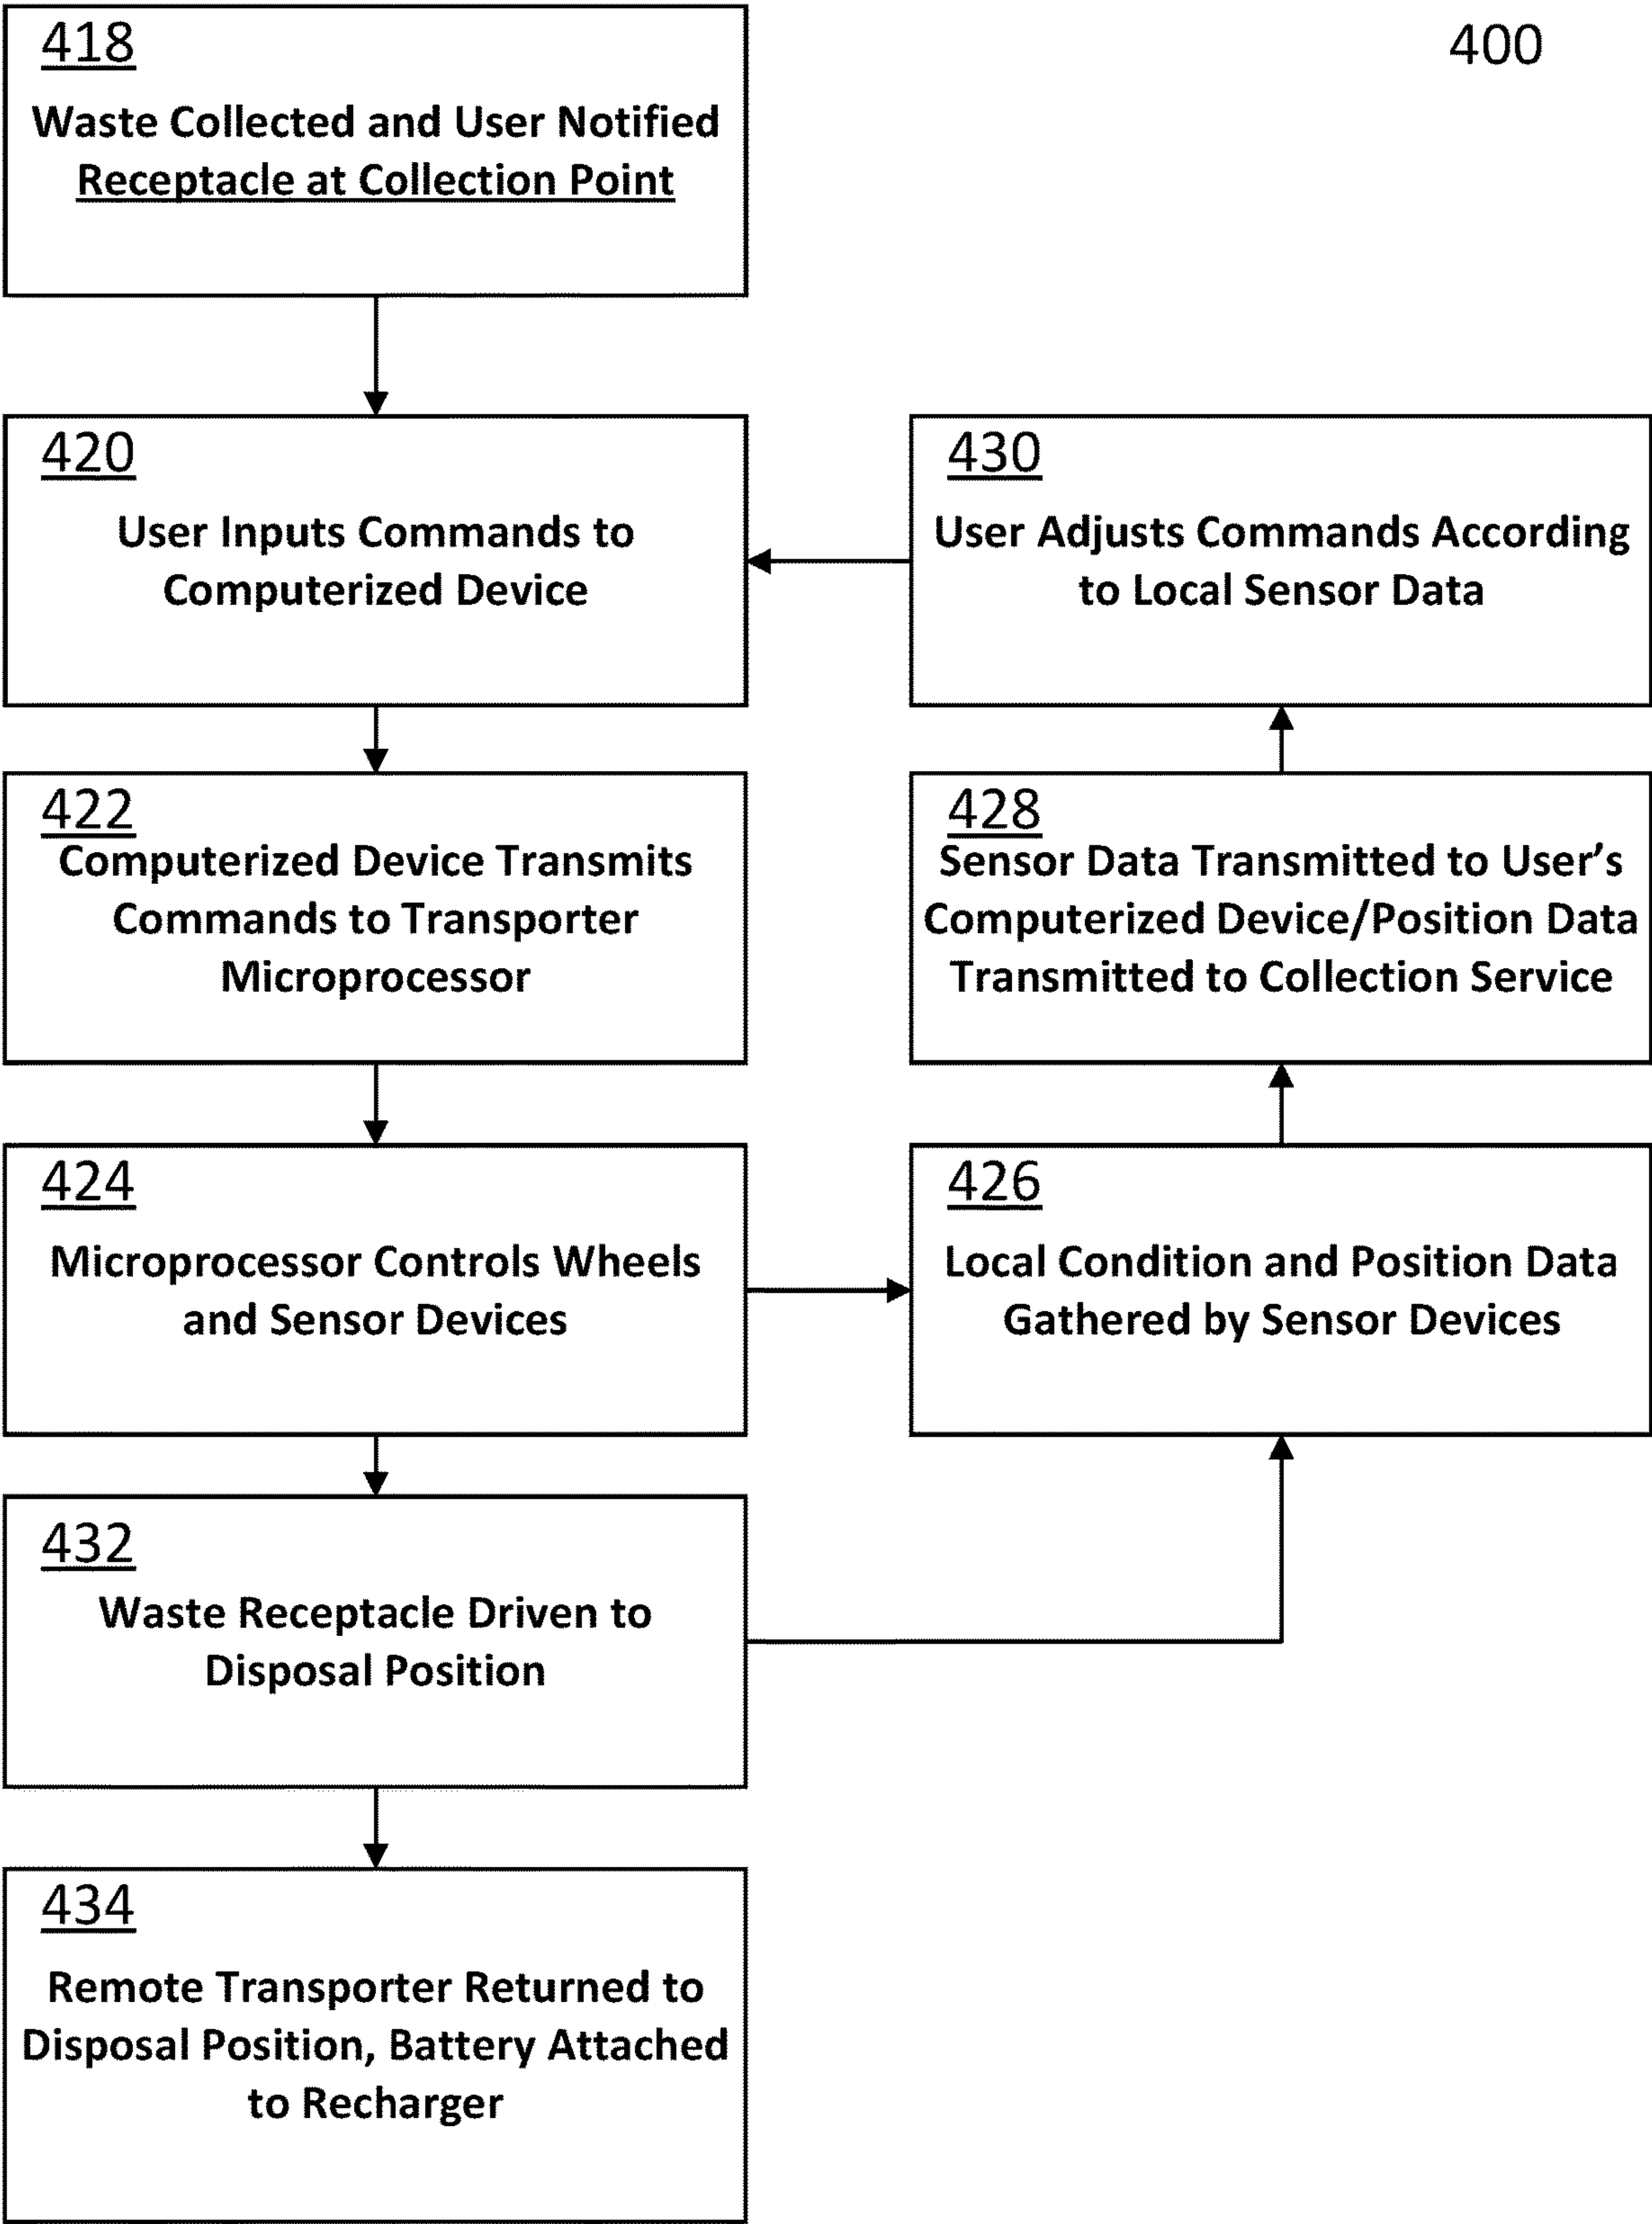 400
418
Waste Collected and User Notified
Receptacle at Collection Point
420
User Inputs Commands to
Computerized Device
430
User Adjusts Commands According
to Local Sensor Data
422
Computerized Device Transmits
Commands to Transporter
Microprocessor
428
Sensor Data Transmitted to User’s
Computerized Device/Position Data
Transmitted to Collection Service
424
Microprocessor Controls Wheels
and Sensor Devices
426
Local Condition and Position Data
Gathered by Sensor Devices
432
Waste Receptacle Driven to
Disposal Position
434
Remote Transporter Returned to
Disposal Position, Battery Attached
to Recharger